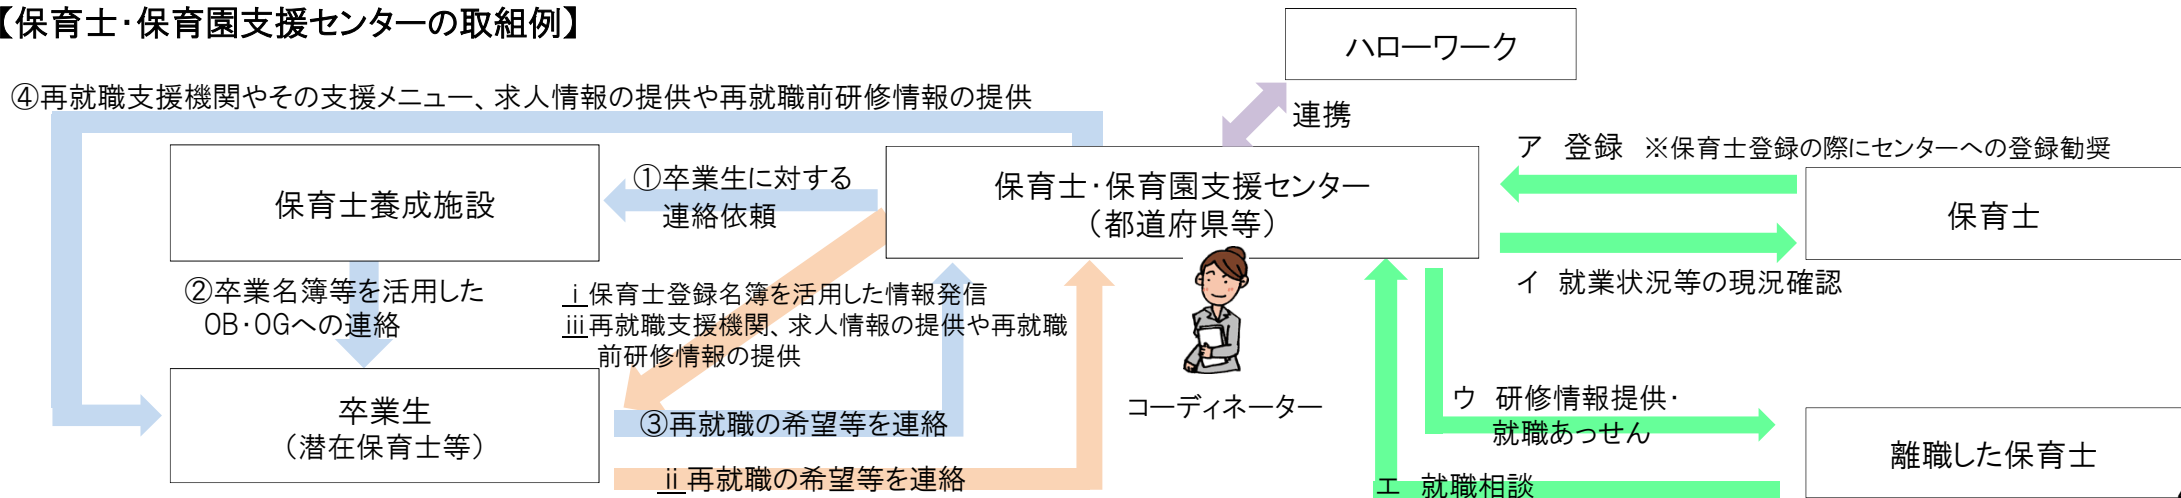 【保育士・保育園支援センターの取組例】
ハローワーク
④再就職支援機関やその支援メニュー、求人情報の提供や再就職前研修情報の提供
連携
ア 登録 ※保育士登録の際にセンターへの登録勧奨
保育士養成施設
①卒業生に対する
連絡依頼
保育士・保育園支援センター
（都道府県等）
保育士
イ 就業状況等の現況確認
②卒業名簿等を活用した
OB・OGへの連絡
ⅰ保育士登録名簿を活用した情報発信
ⅲ再就職支援機関、求人情報の提供や再就職
前研修情報の提供
卒業生
（潜在保育士等）
③再就職の希望等を連絡
ⅱ再就職の希望等を連絡
コーディネーター
ウ 研修情報提供・
就職あっせん
離職した保育士
エ 就職相談